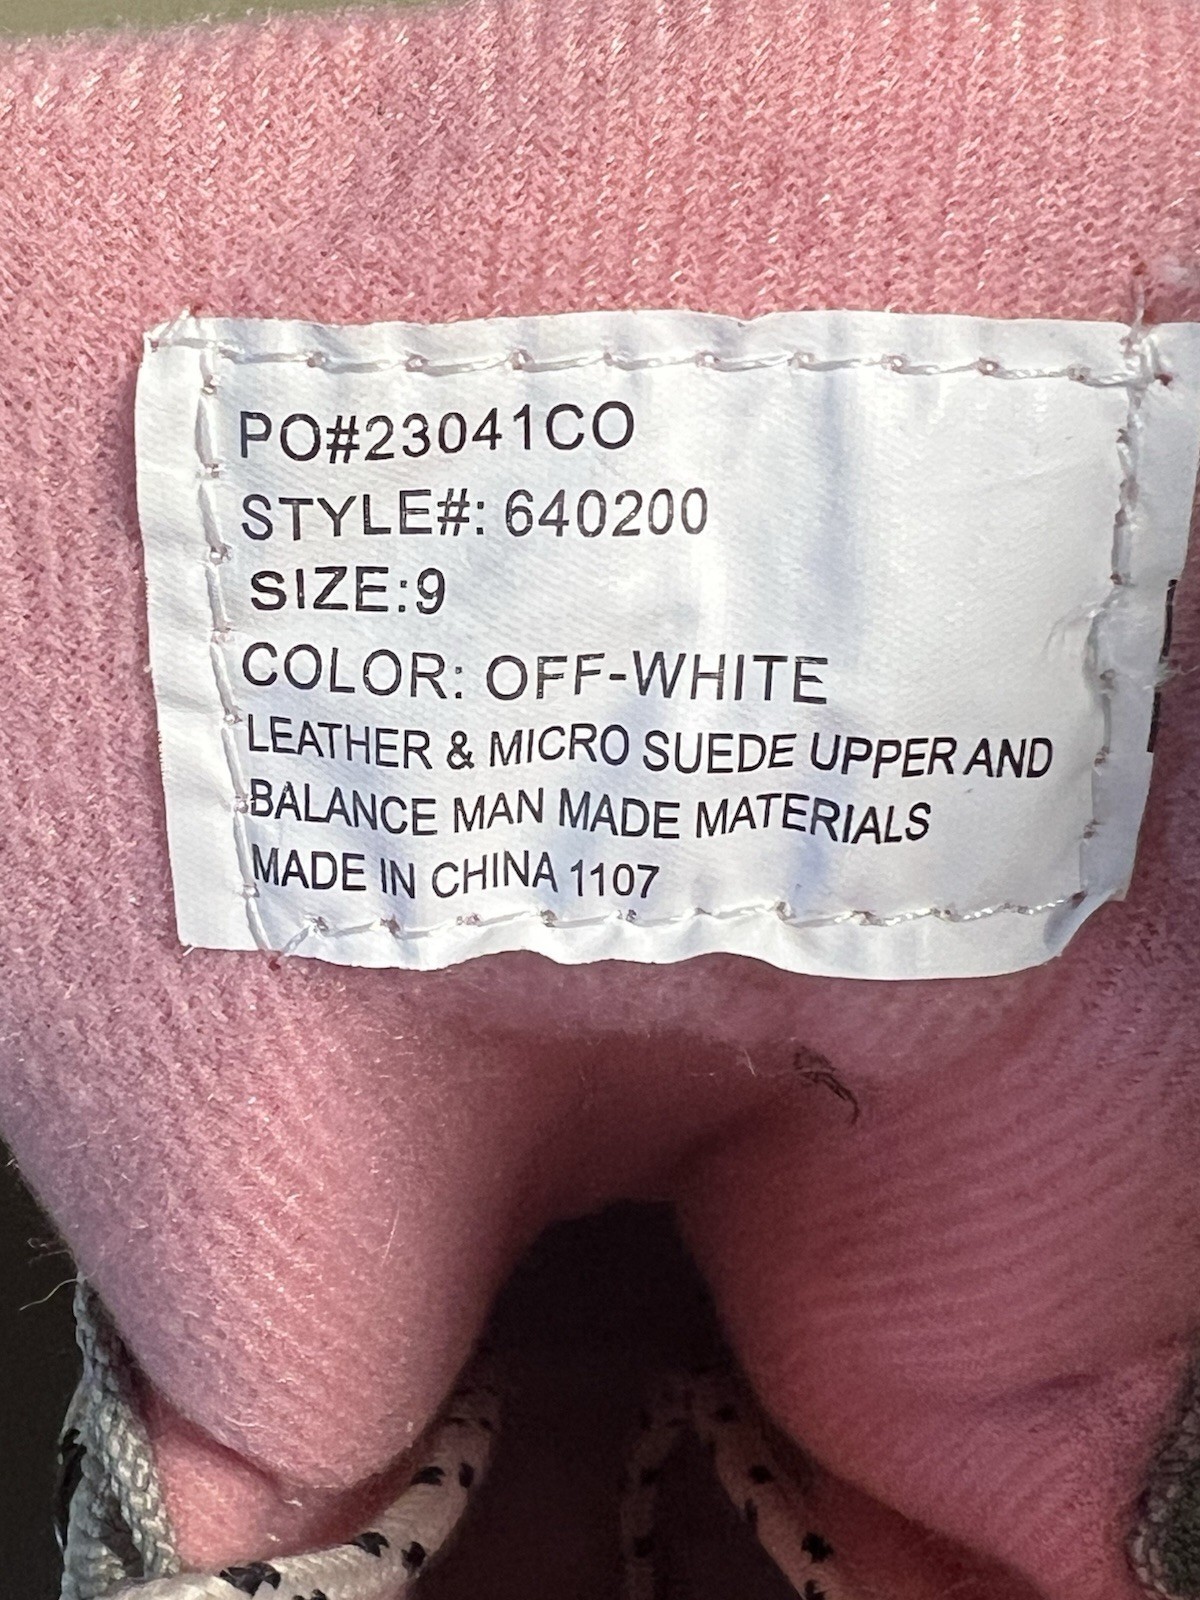 PO#23041CO
STYLE#: 640200
SIZE:9
COLOR: OFF-WHITE
LEATHER & MICRO SUEDE UPPER AND
BALANCE MAN MADE MATERIALS
MADE IN CHINA 1107